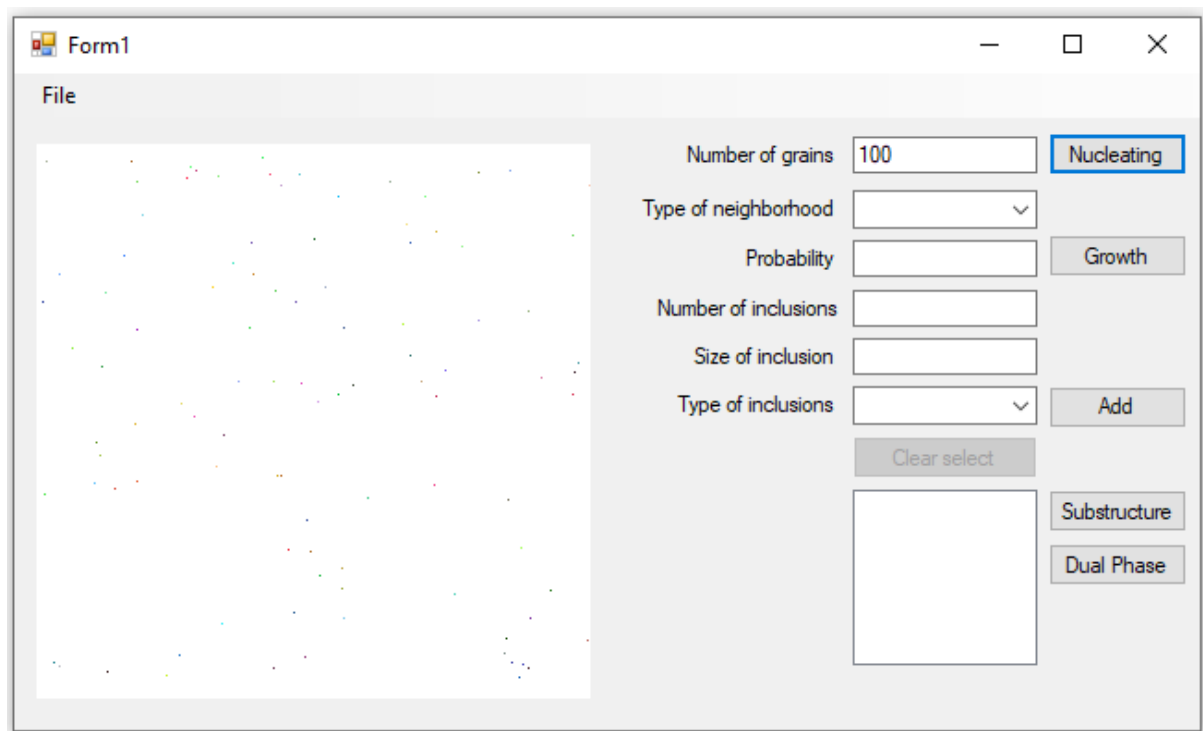 Form1
File
Number of grains 100 Nucleating
Type of neighborhood
Probability Growth
Number of inclusions
Size of inclusion
Type of inclusions Add
Clear select
Substructure
Dual Phase